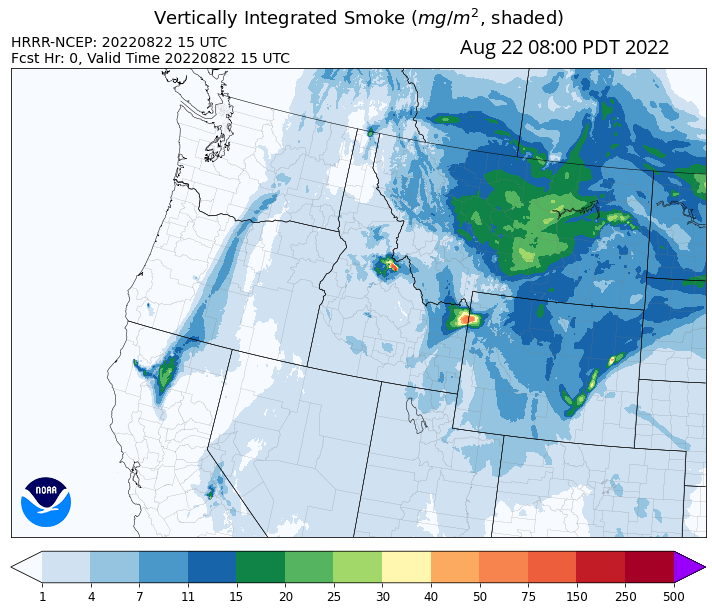 Vertically Integrated Smoke (mg/m², shaded)
HRRR-NCEP: 20220822 15 UTC
Aug 22 08:00 PDT 2022
Fcst Hr: 0, Valid Time 20220822 15 UTC
NOAA
1 4 7 11 15 20 25 30 40 50 75 150 250 500